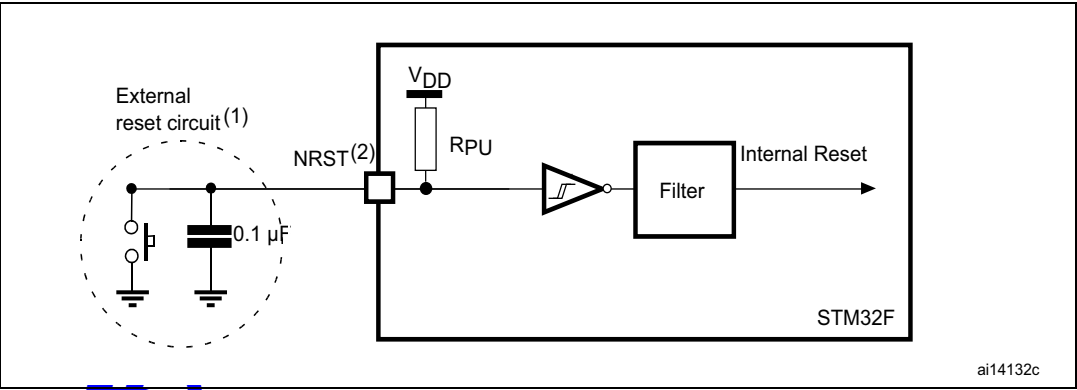 External
reset circuit(1)
VDD
RPU
NRST(2)
Internal Reset
Filter
0.1 µF
STM32F
ai14132c